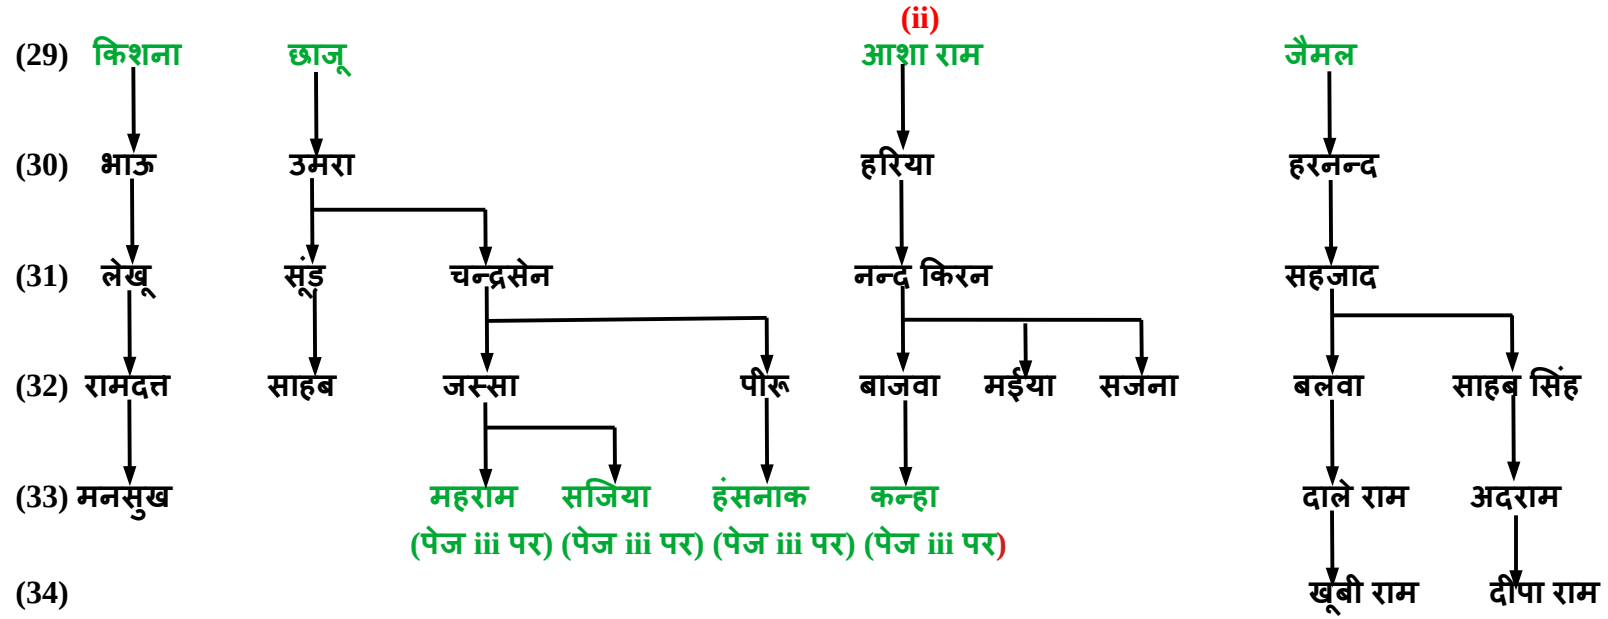 (ii)
(29) किशना छाजू आशा राम जैमल
(30) भाऊ उमरा हरिया हरनन्द
(31) लेखू सूंड चन्द्रसेन नन्द किरन सहजाद
(32) रामदत्त साहब जस्सा पीरू बाजवा मईया सजना बलवा साहब सिंह
(33) मनसुख महराम सजिया हंसनाक कन्हा दाले राम अदराम
(पेज iii पर) (पेज iii पर) (पेज iii पर) (पेज iii पर)
(34) खूबी राम दीपा राम